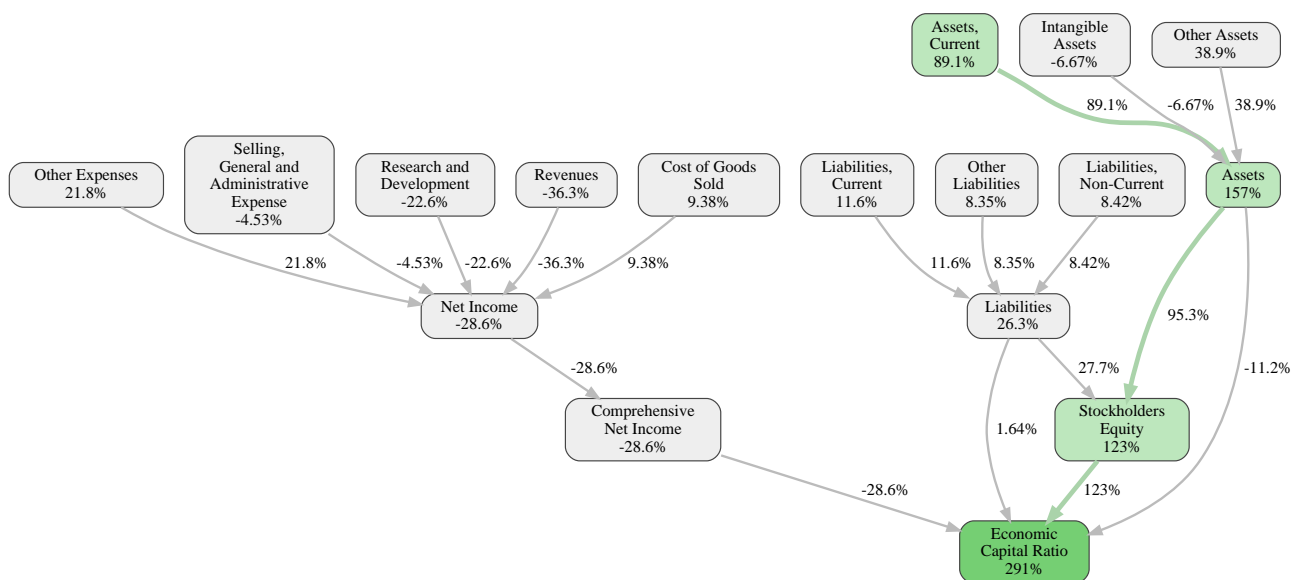 Assets,
Current
89.1%
Intangible
Assets
-6.67%
Other Assets
38.9%
89.1%
-6.67%
38.9%
Other Expenses
21.8%
Selling,
General and
Administrative
Expense
-4.53%
Research and
Development
-22.6%
Revenues
-36.3%
Cost of Goods
Sold
9.38%
Liabilities,
Current
11.6%
Other
Liabilities
8.35%
Liabilities,
Non-Current
8.42%
Assets
157%
21.8%
-4.53%
-22.6%
-36.3%
9.38%
11.6%
8.35%
8.42%
Net Income
-28.6%
Liabilities
26.3%
95.3%
-28.6%
27.7%
-11.2%
Comprehensive
Net Income
-28.6%
1.64%
Stockholders
Equity
123%
-28.6%
123%
Economic
Capital Ratio
291%